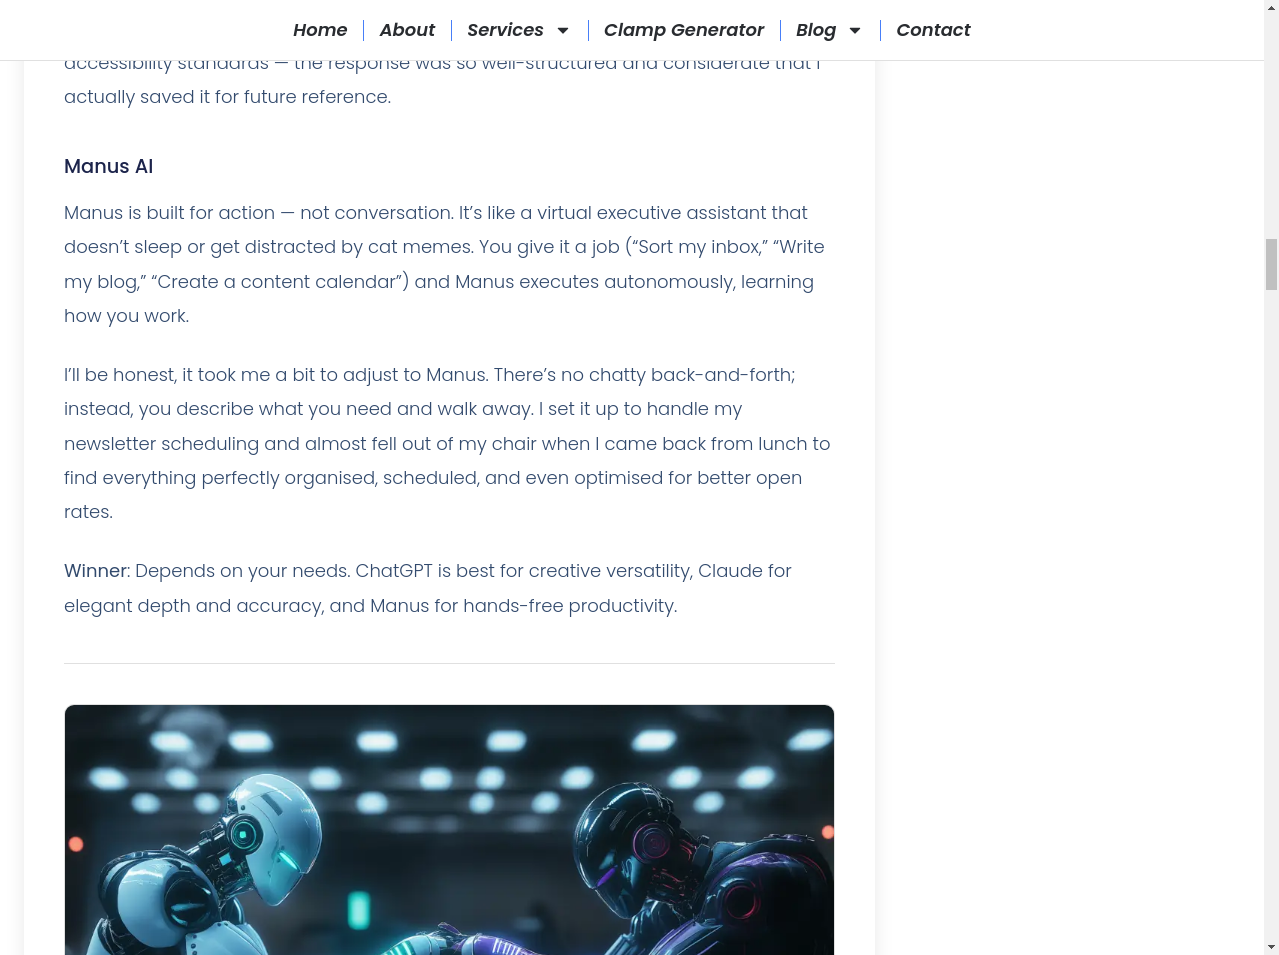 Home
About
Services
Clamp Generator
Blog
Contact
accessibility standards — the response was so well-structured and considerate that I
actually saved it for future reference.
Manus AI
Manus is built for action — not conversation. It’s like a virtual executive assistant that
doesn’t sleep or get distracted by cat memes. You give it a job (“Sort my inbox,” “Write
my blog,” “Create a content calendar”) and Manus executes autonomously, learning
how you work.
I’ll be honest, it took me a bit to adjust to Manus. There’s no chatty back-and-forth;
instead, you describe what you need and walk away. I set it up to handle my
newsletter scheduling and almost fell out of my chair when I came back from lunch to
find everything perfectly organised, scheduled, and even optimised for better open
rates.
Winner: Depends on your needs. ChatGPT is best for creative versatility, Claude for
elegant depth and accuracy, and Manus for hands-free productivity.